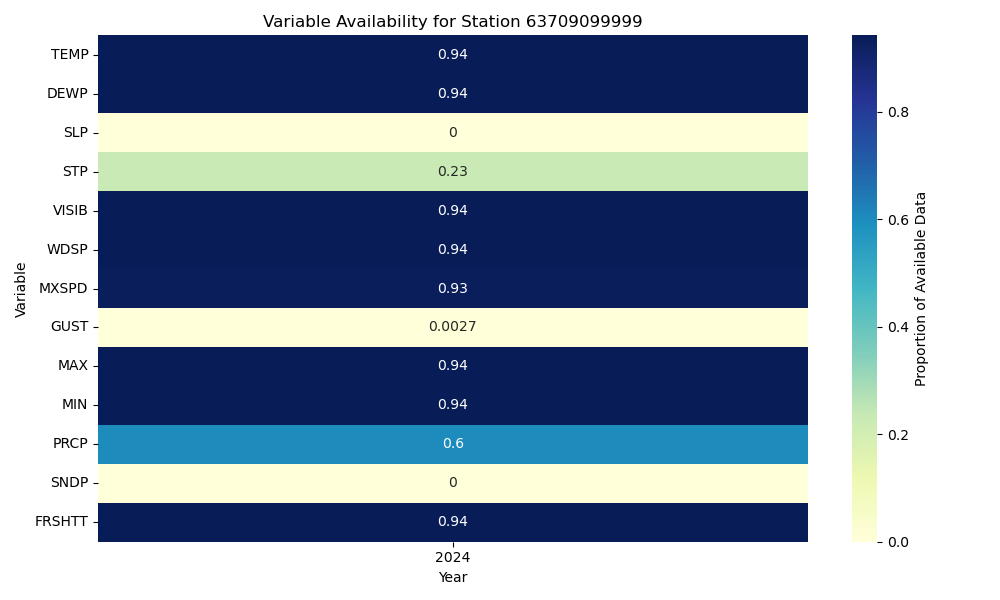 Variable Availability for Station 63709099999
TEMP 0.94
DEWP 0.94
SLP 0
STP 0.23
VISIB 0.94
WDSP 0.94
MXSPD 0.93
GUST 0.0027
MAX 0.94
MIN 0.94
PRCP 0.6
SNDP 0
FRSHTT 0.94
Variable
2024
Year
0.8
0.6
0.4
0.2
0.0
Proportion of Available Data